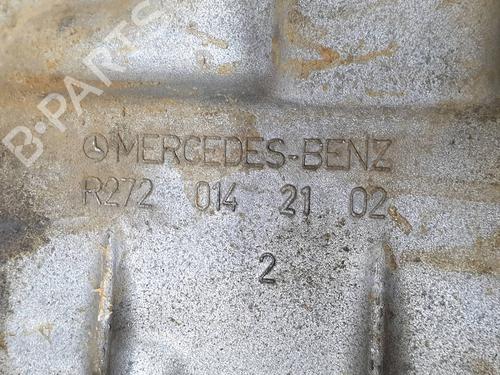 B-PARTS
MERCEDES-BENZ
R272 014 21 02
2